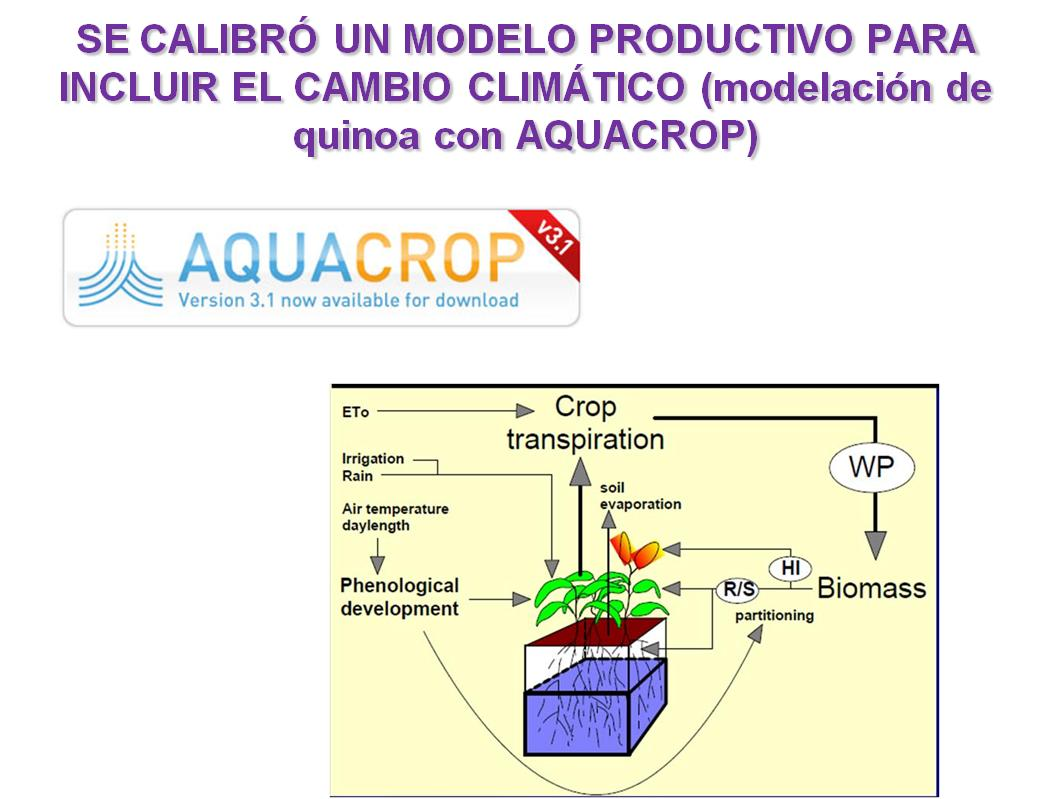 SE CALIBRÓ UN MODELO PRODUCTIVO PARA
INCLUIR EL CAMBIO CLIMÁTICO (modelación de
quinoa con AQUACROP)
AQUACROP
v3.1
Version 3.1 now available for download
ETo
Crop
transpiration
WP
Irrigation
Rain
soil
evaporation
Air temperature
daylength
HI
Phenological
development
R/S
Biomass
partitioning